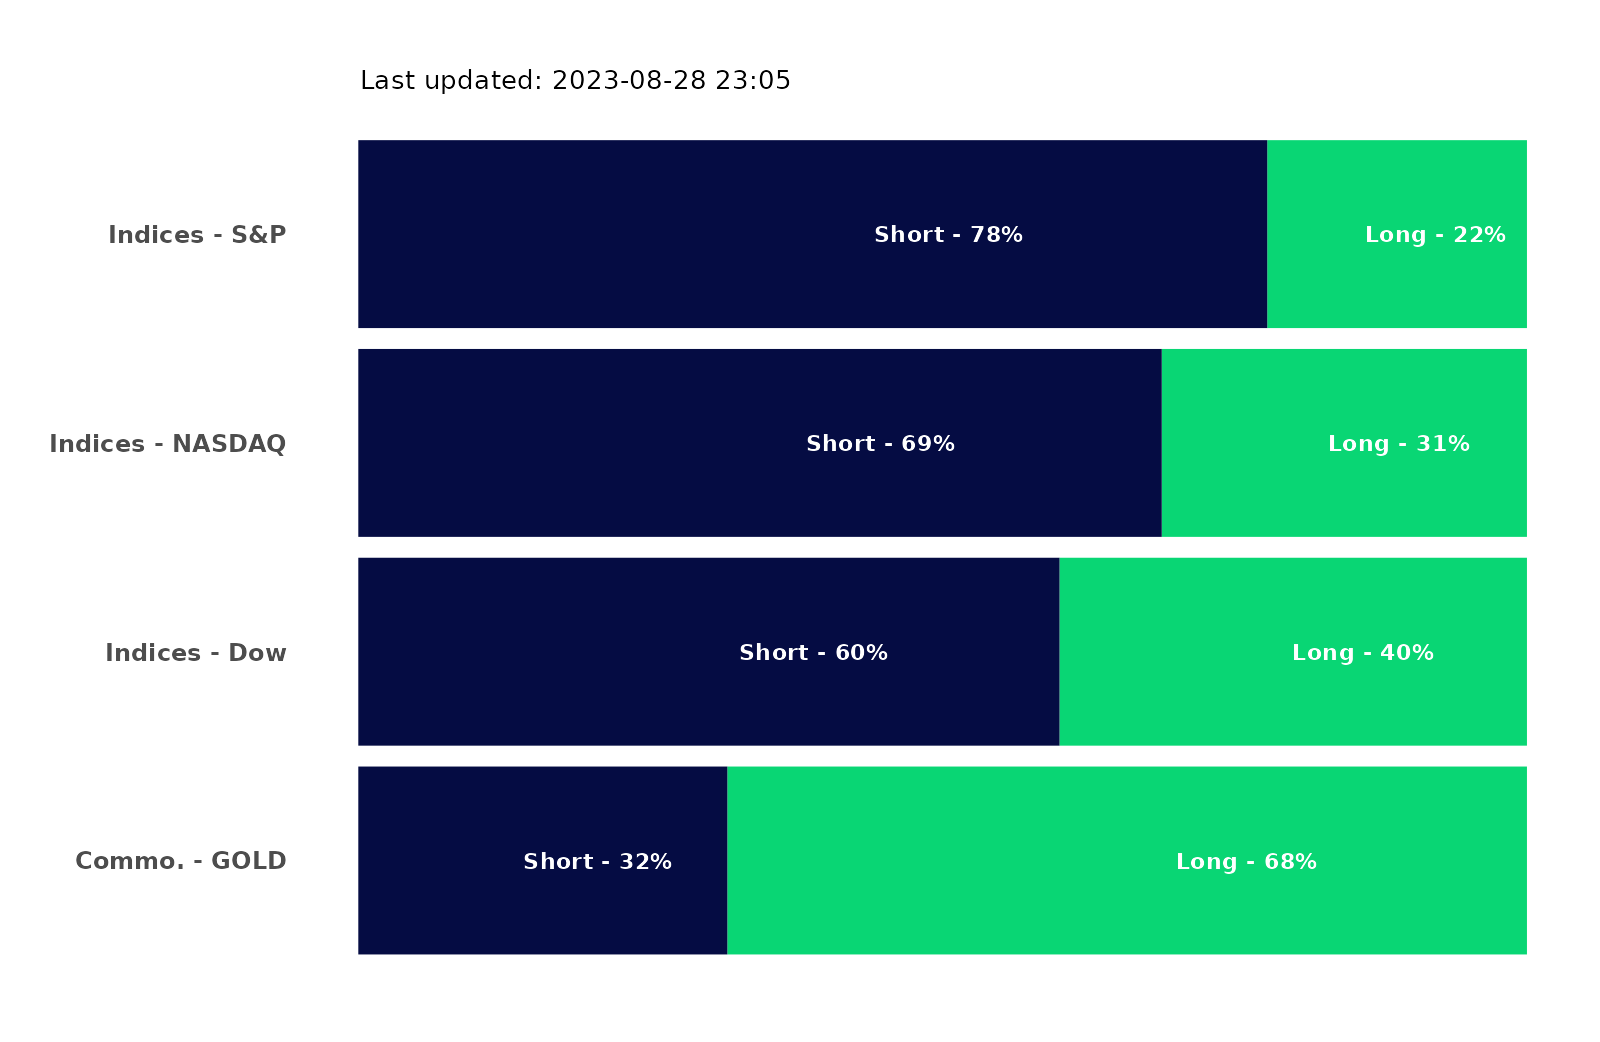 Last updated: 2023-08-28 23:05
Indices - S&P
Short - 78%
Long - 22%
Indices - NASDAQ
Short - 69%
Long - 31%
Indices - Dow
Short - 60%
Long - 40%
Commo. - GOLD
Short - 32%
Long - 68%